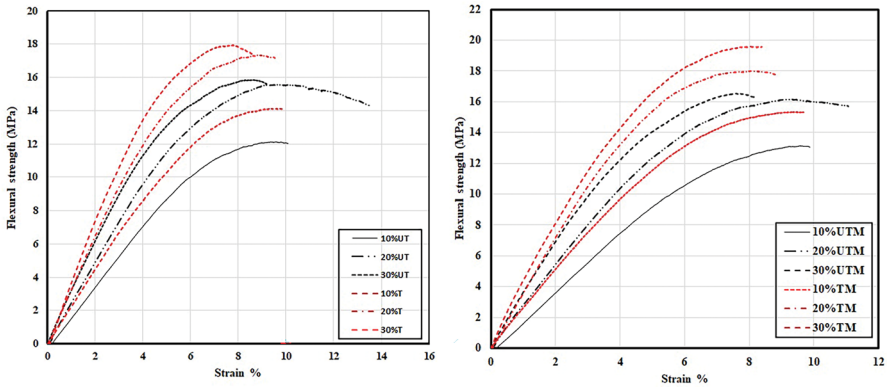 20
18
16
14
12
10
8
6
4
2
0
Flexural strength (MPa)
10%UT
20%UT
30%UT
10%T
20%T
30%T
0 2 4 6 8 10 12 14 16
Strain %
22
20
18
16
14
12
10
8
6
4
2
0
Flexural strength (MPa)
10%UTM
20%UTM
30%UTM
10%TM
20%TM
30%TM
0 2 4 6 8 10 12
Strain %